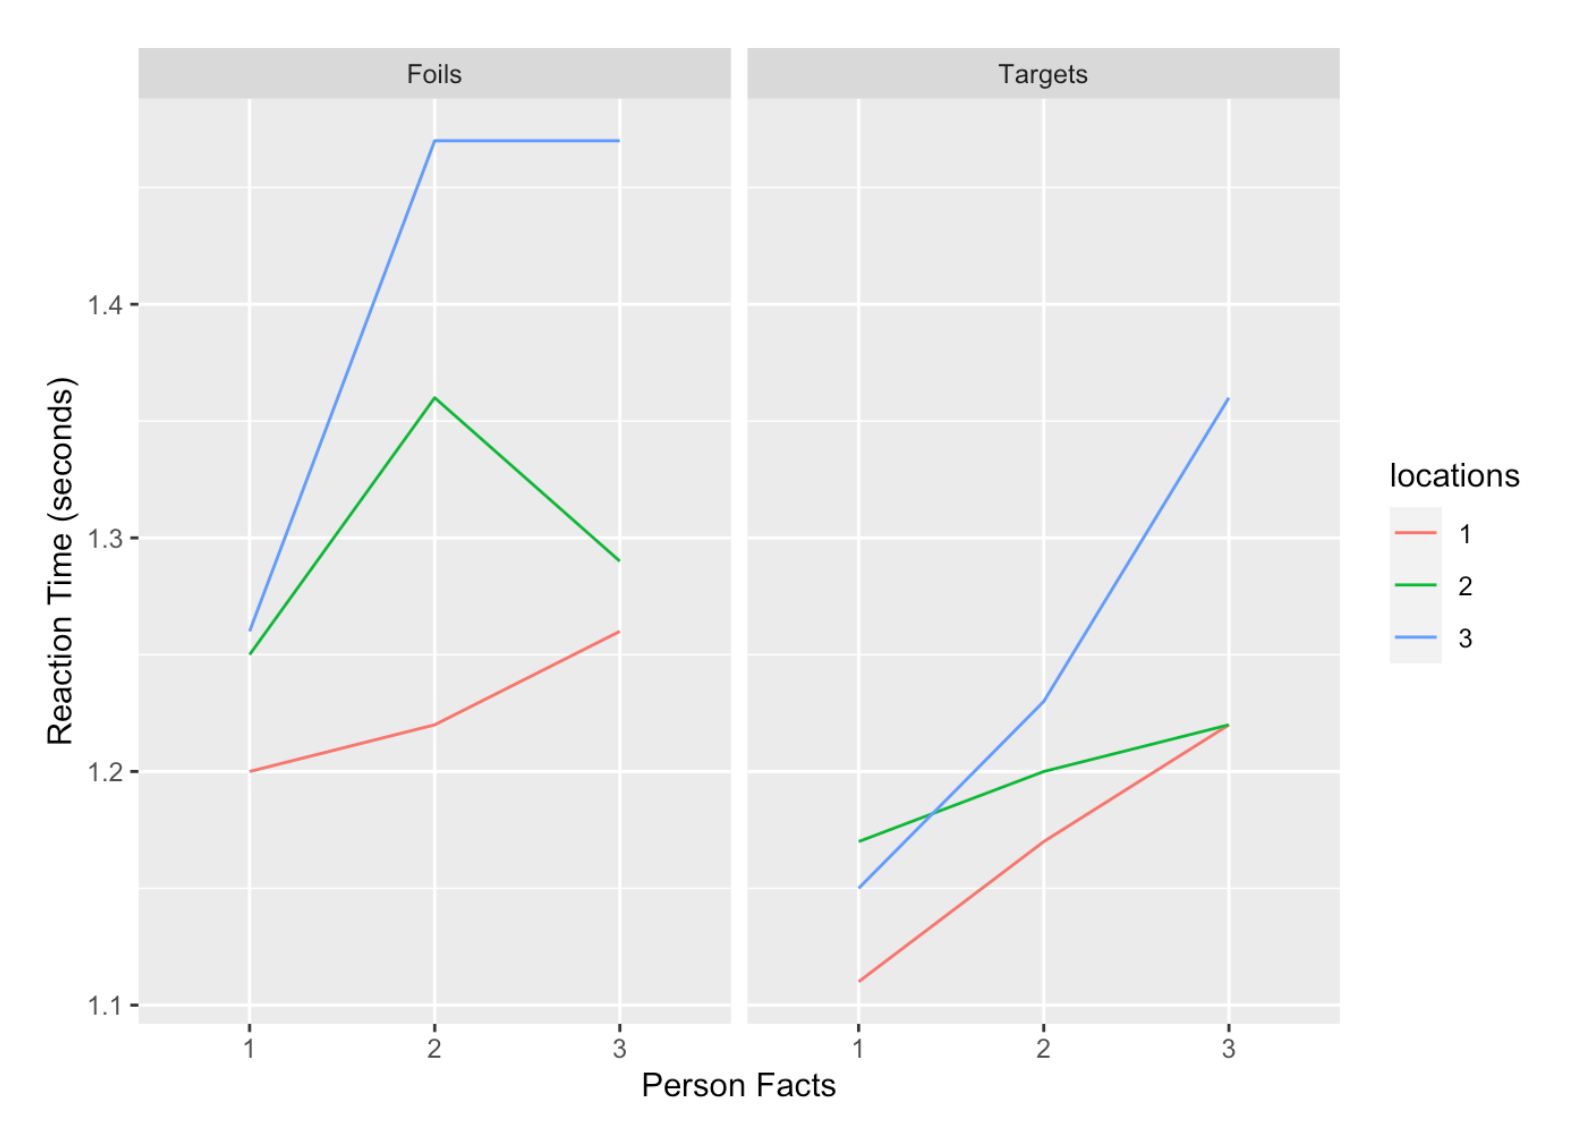 Foils
Targets
1.4
1.3
1.2
1.1
Reaction Time (seconds)
1 2 3
1 2 3
Person Facts
locations
1
2
3